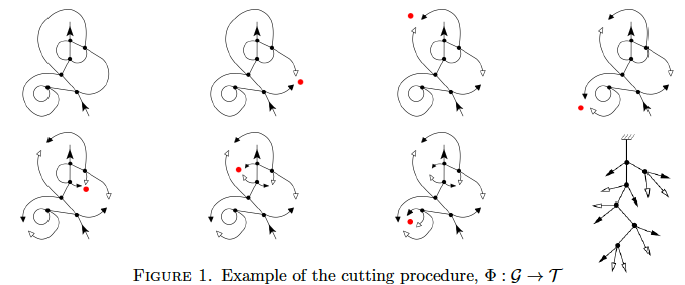 FIGURE 1. Example of the cutting procedure, Φ : 𝒢 → 𝒯